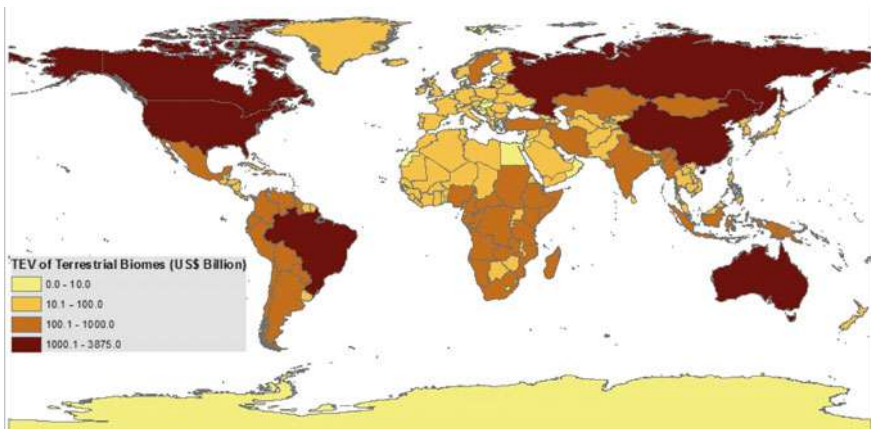 TEV of Terrestrial Biomes (US$ Billion)
0.0 - 10.0
10.1 - 100.0
100.1 - 1000.0
1000.1 - 3875.0